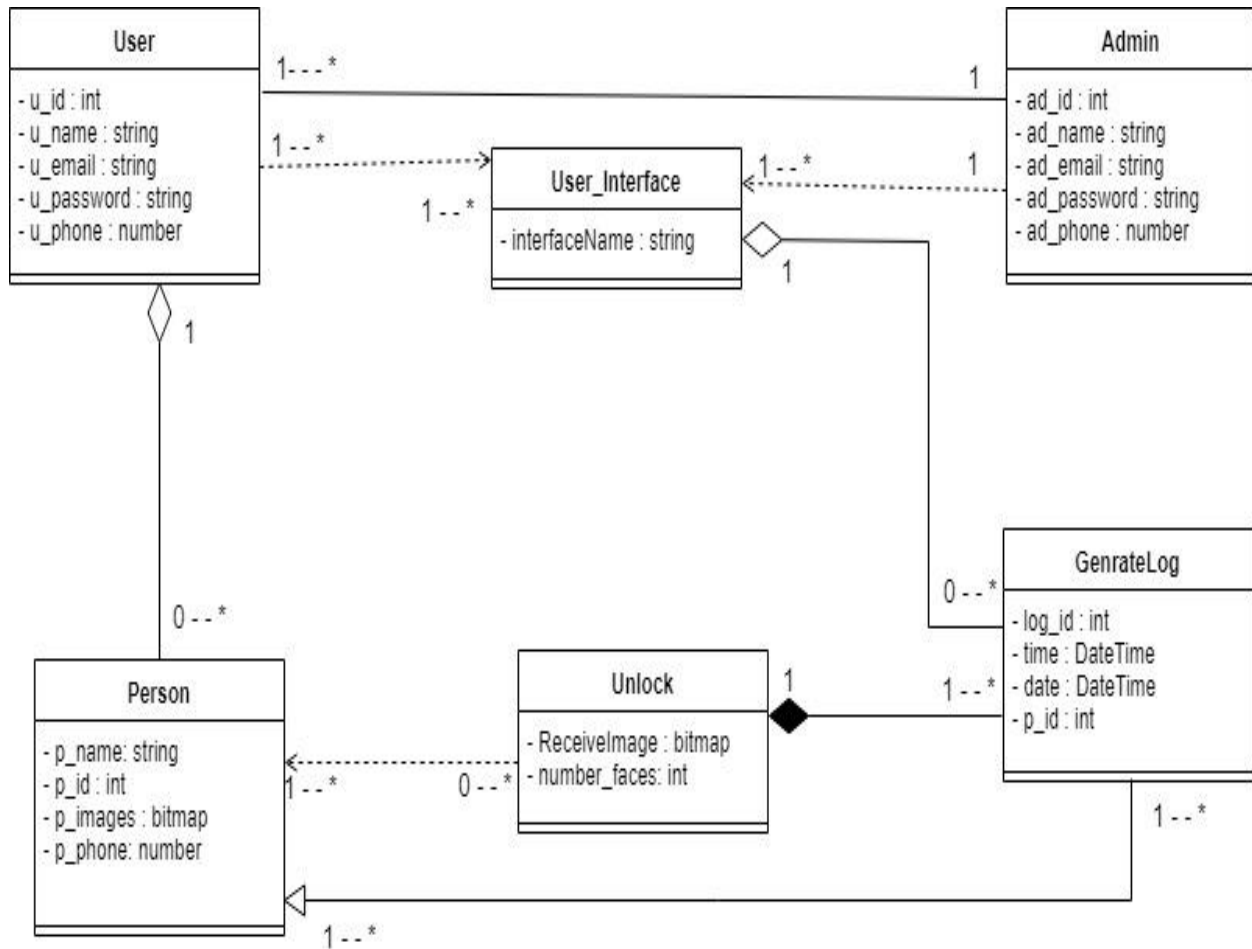 User
- u_id : int
- u_name : string
- u_email : string
- u_password : string
- u_phone : number
1---*
1
Admin
- ad_id : int
- ad_name : string
- ad_email : string
- ad_password : string
- ad_phone : number
1--*
1--*
User_Interface
- interfaceName : string
1--*
1
1
1
0--*
GenrateLog
- log_id : int
- time : DateTime
- date : DateTime
- p_id : int
0--*
1--*
Person
- p_name: string
- p_id : int
- p_images : bitmap
- p_phone: number
1--*
0--*
Unlock
- ReceiveImage : bitmap
- number_faces: int
1
1--*
1--*